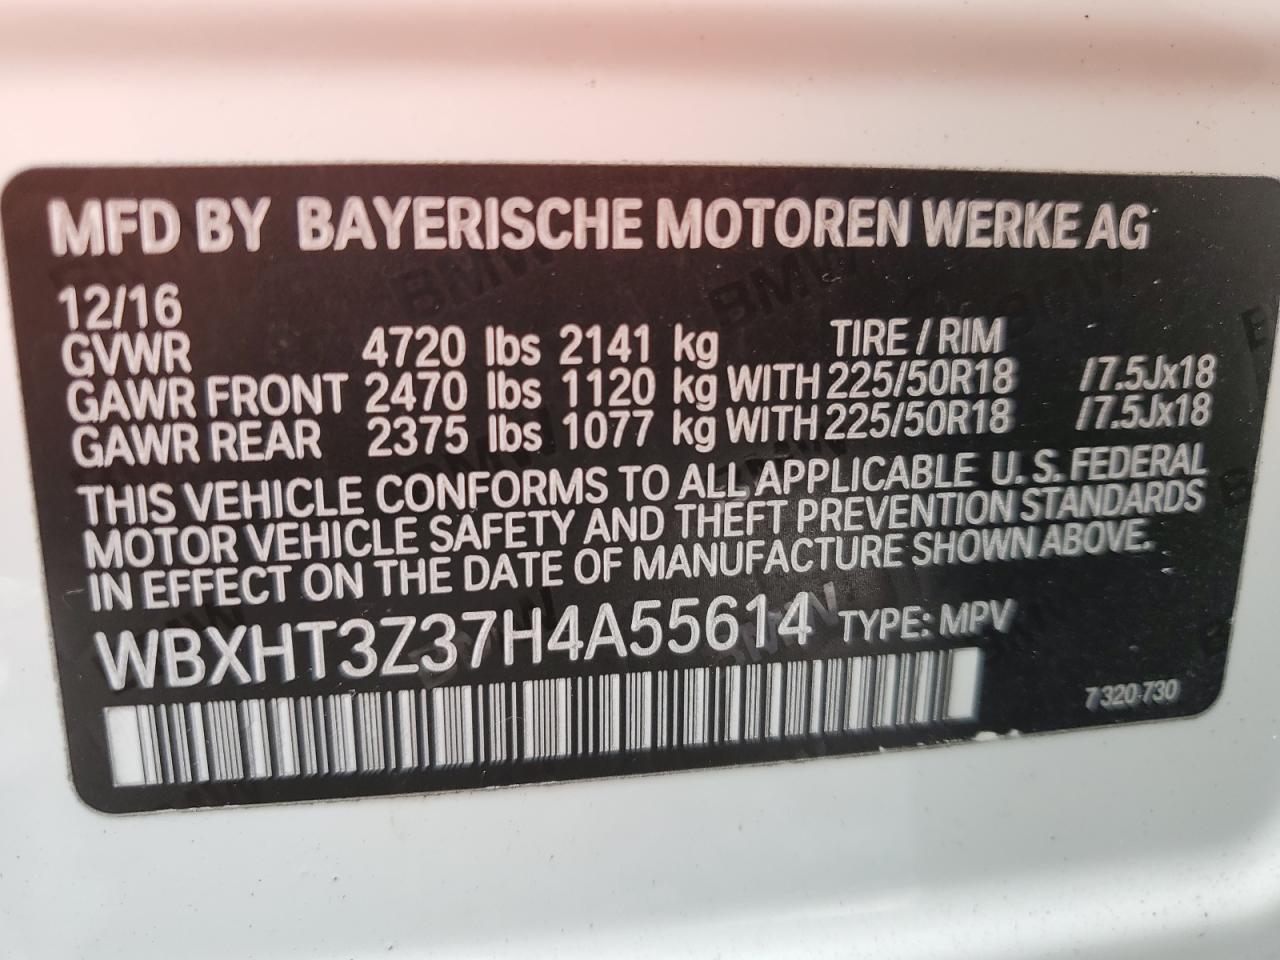 MFD BY BAYERISCHE MOTOREN WERKE AG
12/16
GVWR 4720 lbs 2141 kg TIRE / RIM
GAWR FRONT 2470 lbs 1120 kg WITH 225/50R18 /7.5Jx18
GAWR REAR 2375 lbs 1077 kg WITH 225/50R18 /7.5Jx18
THIS VEHICLE CONFORMS TO ALL APPLICABLE U. S. FEDERAL
MOTOR VEHICLE SAFETY AND THEFT PREVENTION STANDARDS
IN EFFECT ON THE DATE OF MANUFACTURE SHOWN ABOVE.
WBXHT3Z37H4A55614 TYPE: MPV
7 320 730